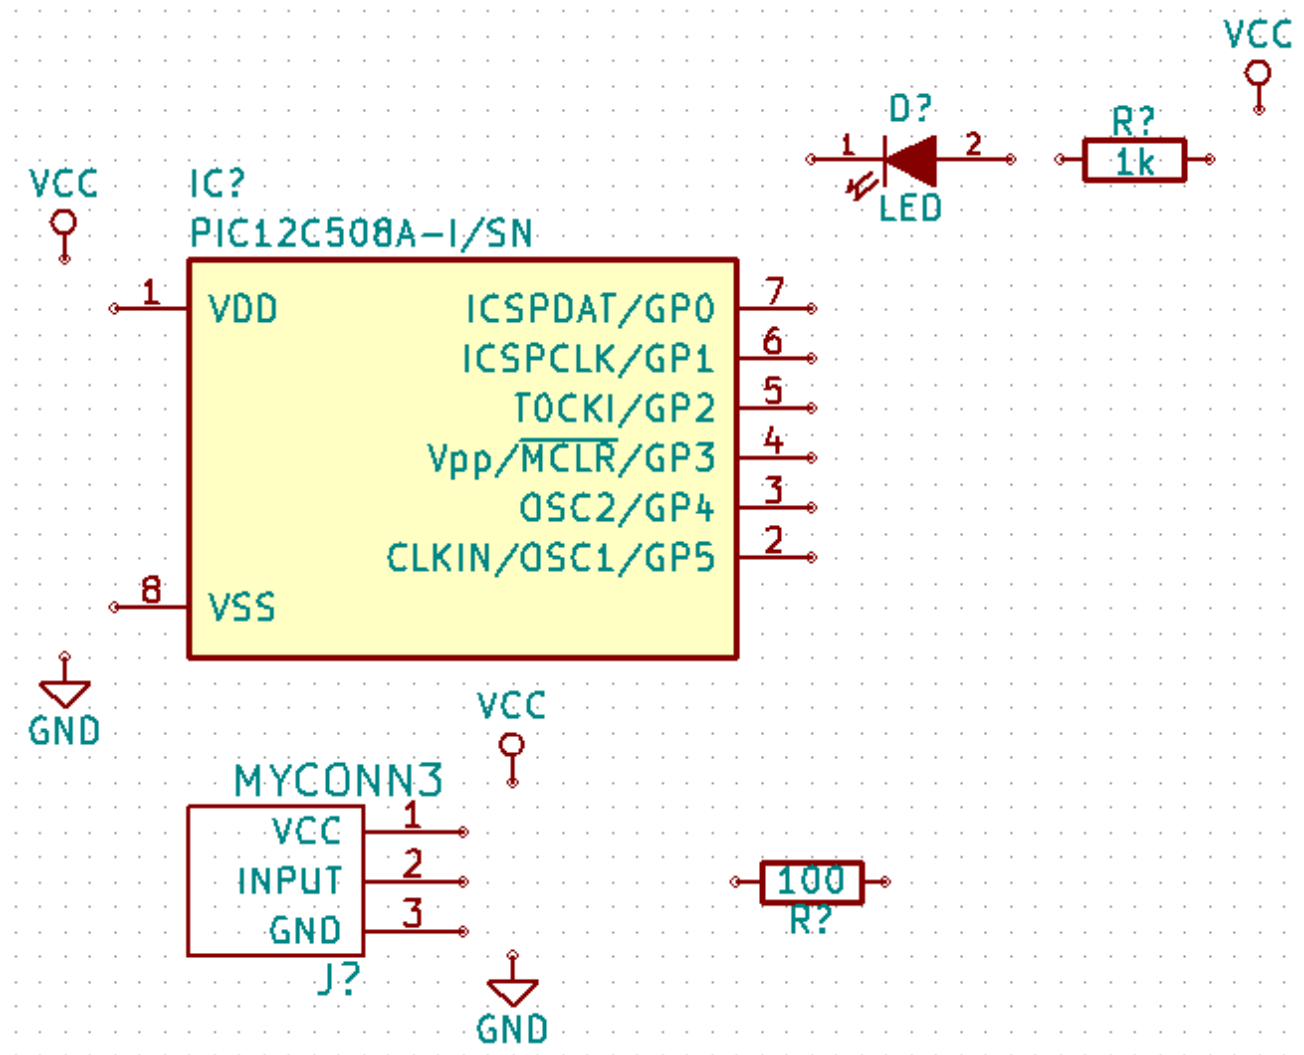 VCC
D?
R?
1
2
1k
LED
VCC
IC?
PIC12C508A-I/SN
1
VDD
ICSPDAT/GP0
7
ICSPCLK/GP1
6
T0CKI/GP2
5
Vpp/MCLR/GP3
4
OSC2/GP4
3
CLKIN/OSC1/GP5
2
8
VSS
GND
VCC
MYCONN3
VCC
1
INPUT
2
GND
3
J?
100
R?
GND